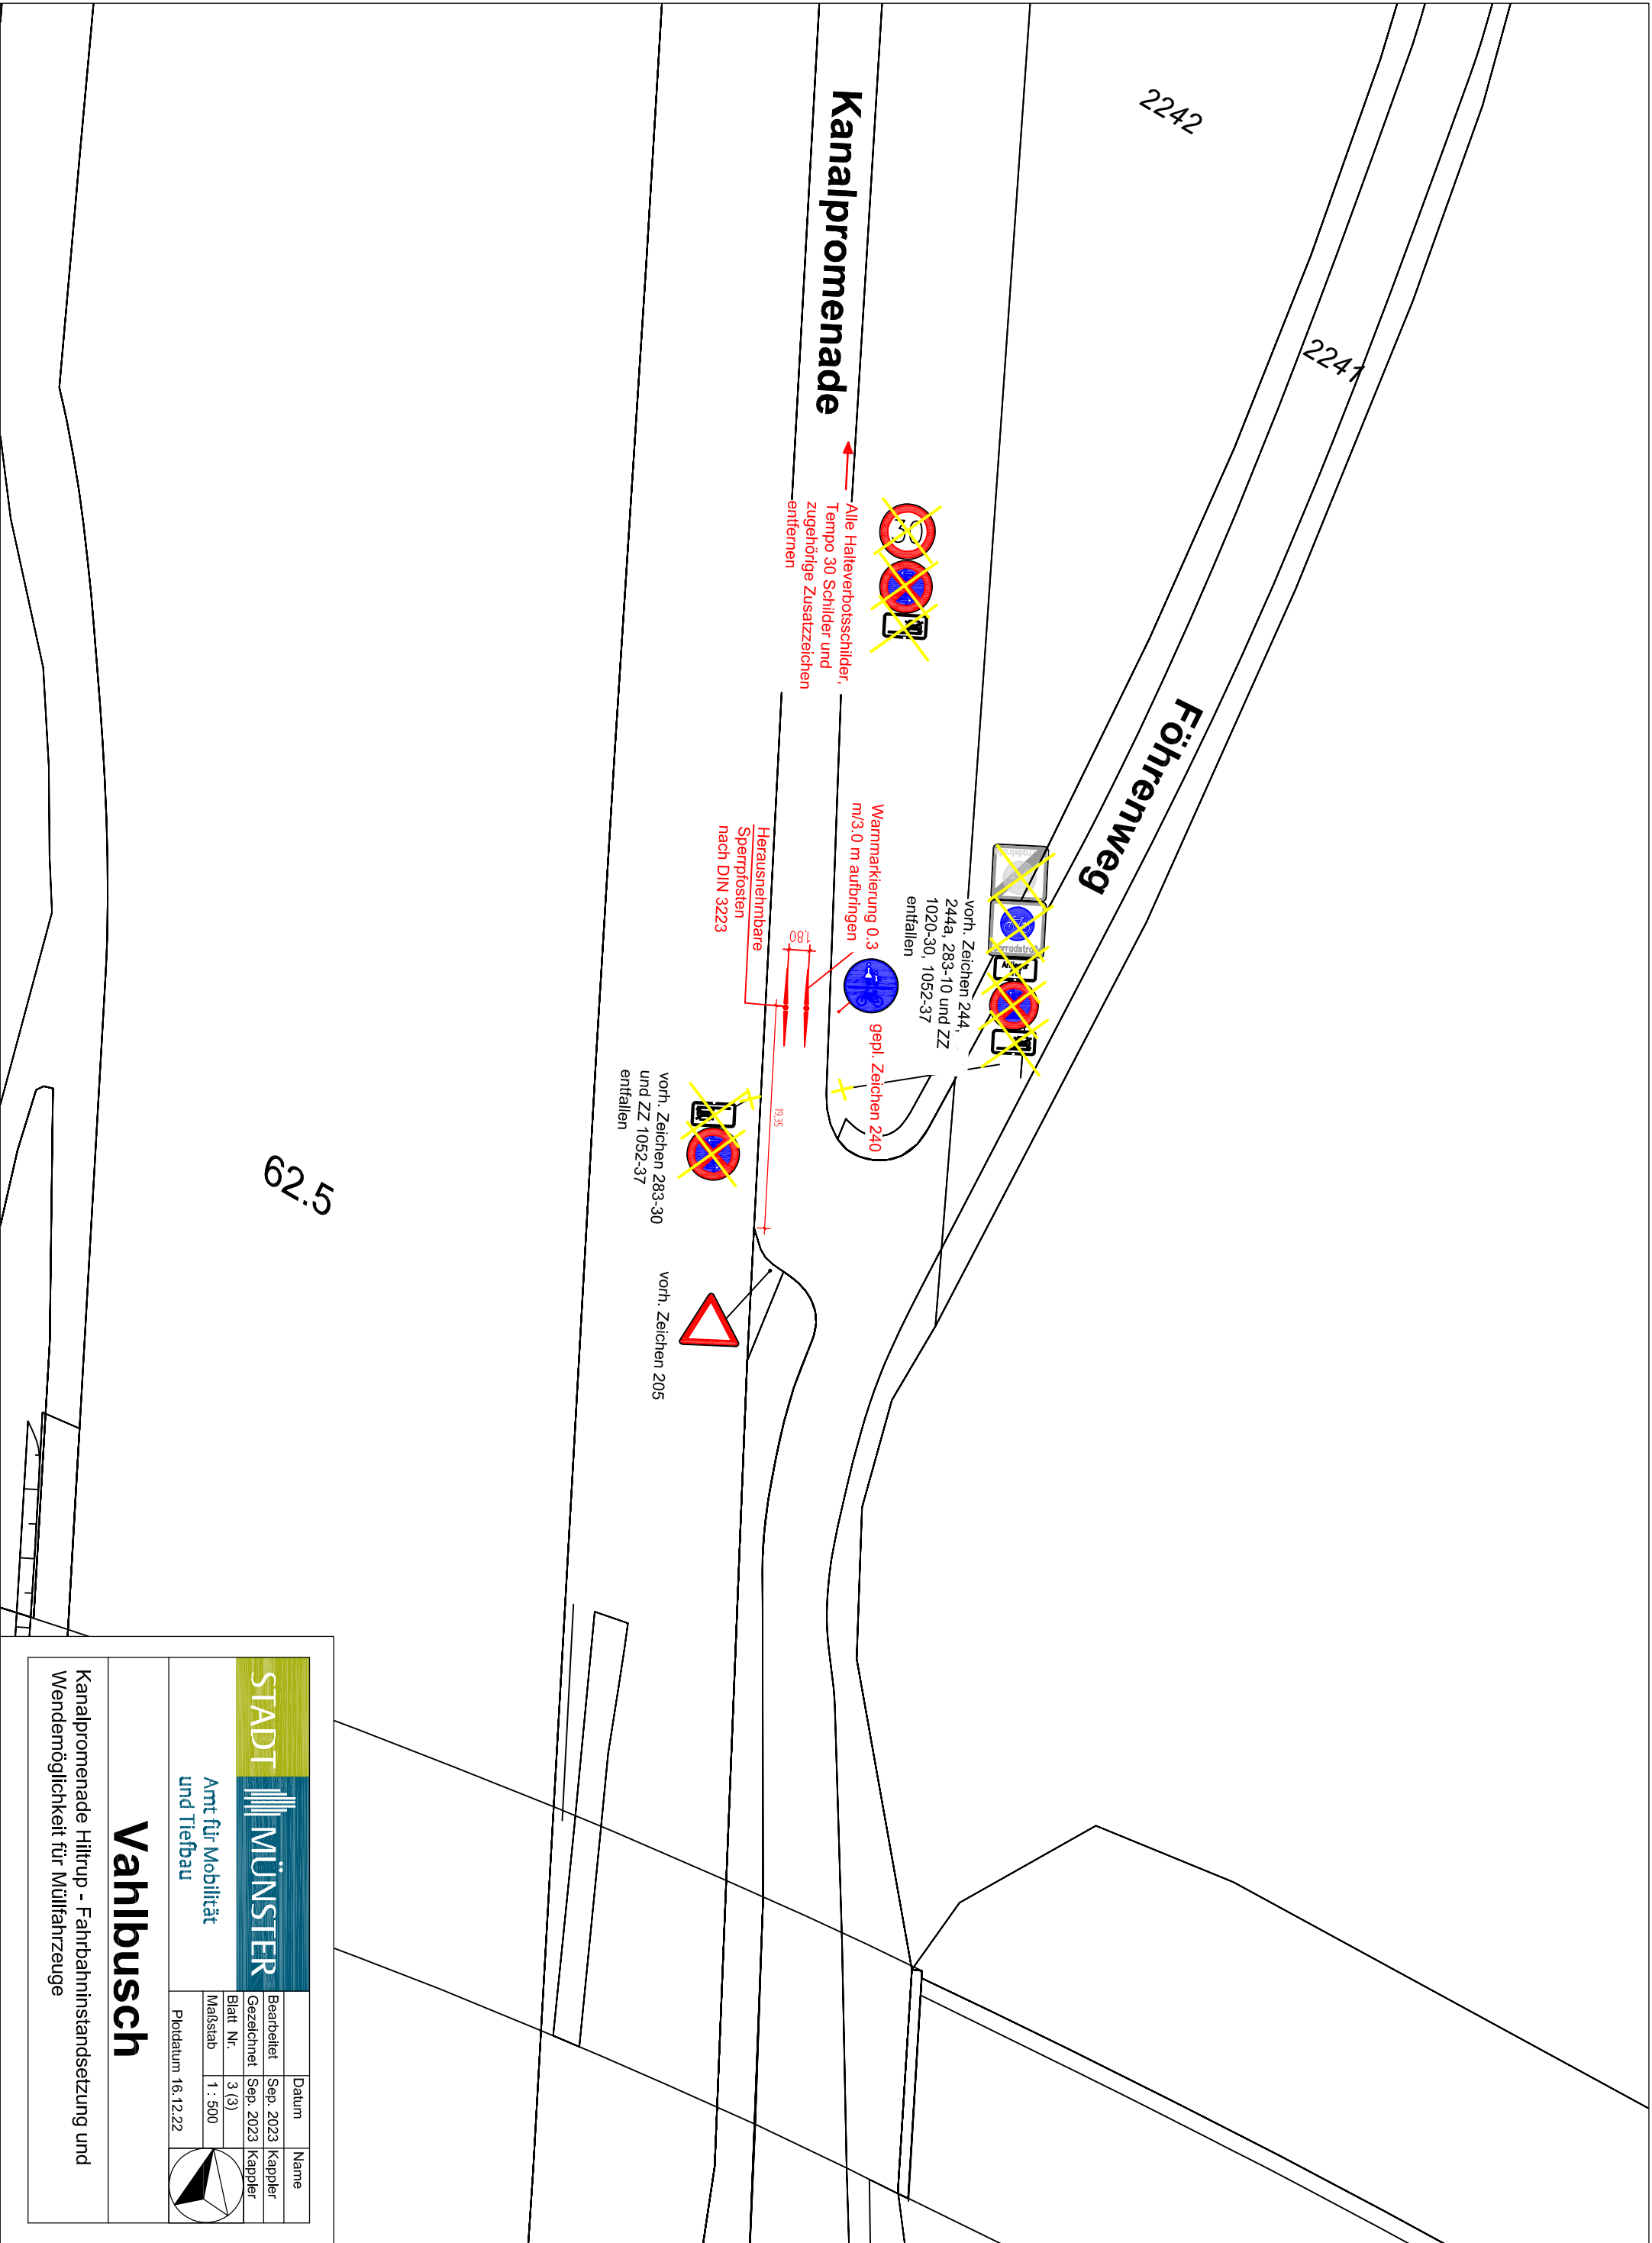 2242
2241
Kanalpromenade
Föhrenweg
Alle Halteverbotsschilder,
Tempo 30 Schilder und
zugehörige Zusatzzeichen
entfernen
30
Warnmarkierung 0.3
m/3.0 m aufbringen
Herausnehmbare
Sperrpfosten
nach DIN 3223
1.80
19,35
gepl. Zeichen 240
vorh. Zeichen 244,
244a, 283-10 und ZZ
1020-30, 1052-37
entfallen
vorh. Zeichen 283-30
und ZZ 1052-37
entfallen
vorh. Zeichen 205
62.5
STADT MÜNSTER
Amt für Mobilität
und Tiefbau
Datum Name
Bearbeitet Sep. 2023 Kappler
Gezeichnet Sep. 2023 Kappler
Blatt Nr. 3 (3)
Maßstab 1 : 500
Plotdatum 16.12.22
Vahlbusch
Kanalpromenade Hiltrup - Fahrbahninstandsetzung und
Wendemöglichkeit für Müllfahrzeuge